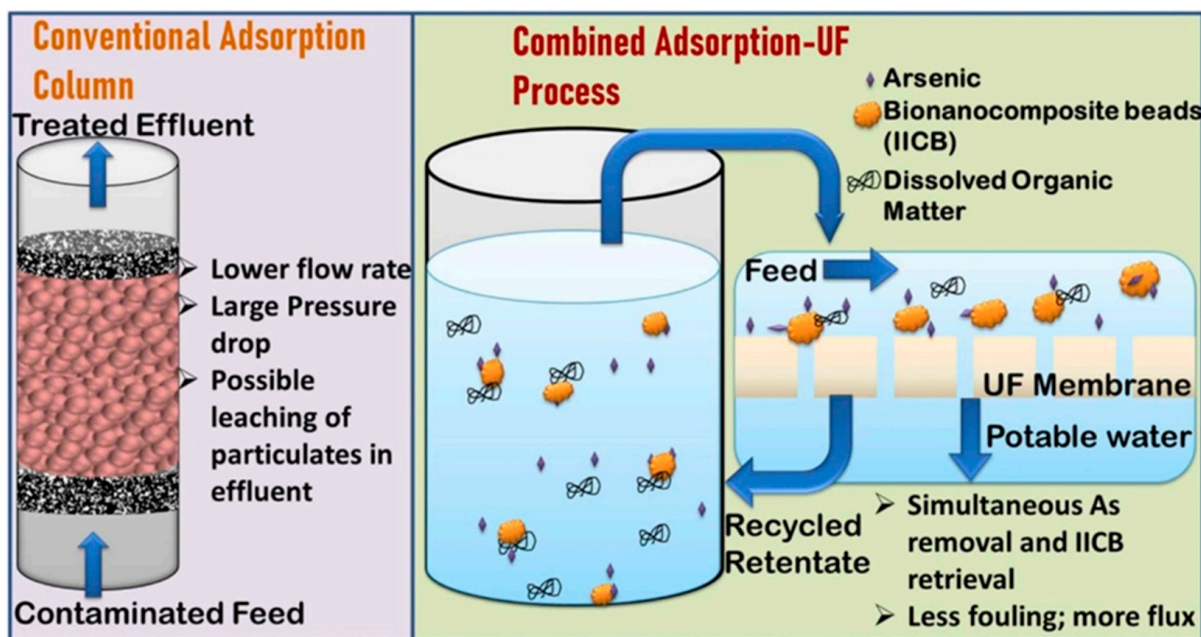 Conventional Adsorption
Column
Treated Effluent
➢ Lower flow rate
➢ Large Pressure
drop
➢ Possible
leaching of
particulates in
effluent
Contaminated Feed
Combined Adsorption-UF
Process
Arsenic
Bionanocomposite beads
(IICB)
Dissolved Organic
Matter
Feed
UF Membrane
Potable water
Recycled
Retentate
➢ Simultaneous As
removal and IICB
retrieval
➢ Less fouling; more flux